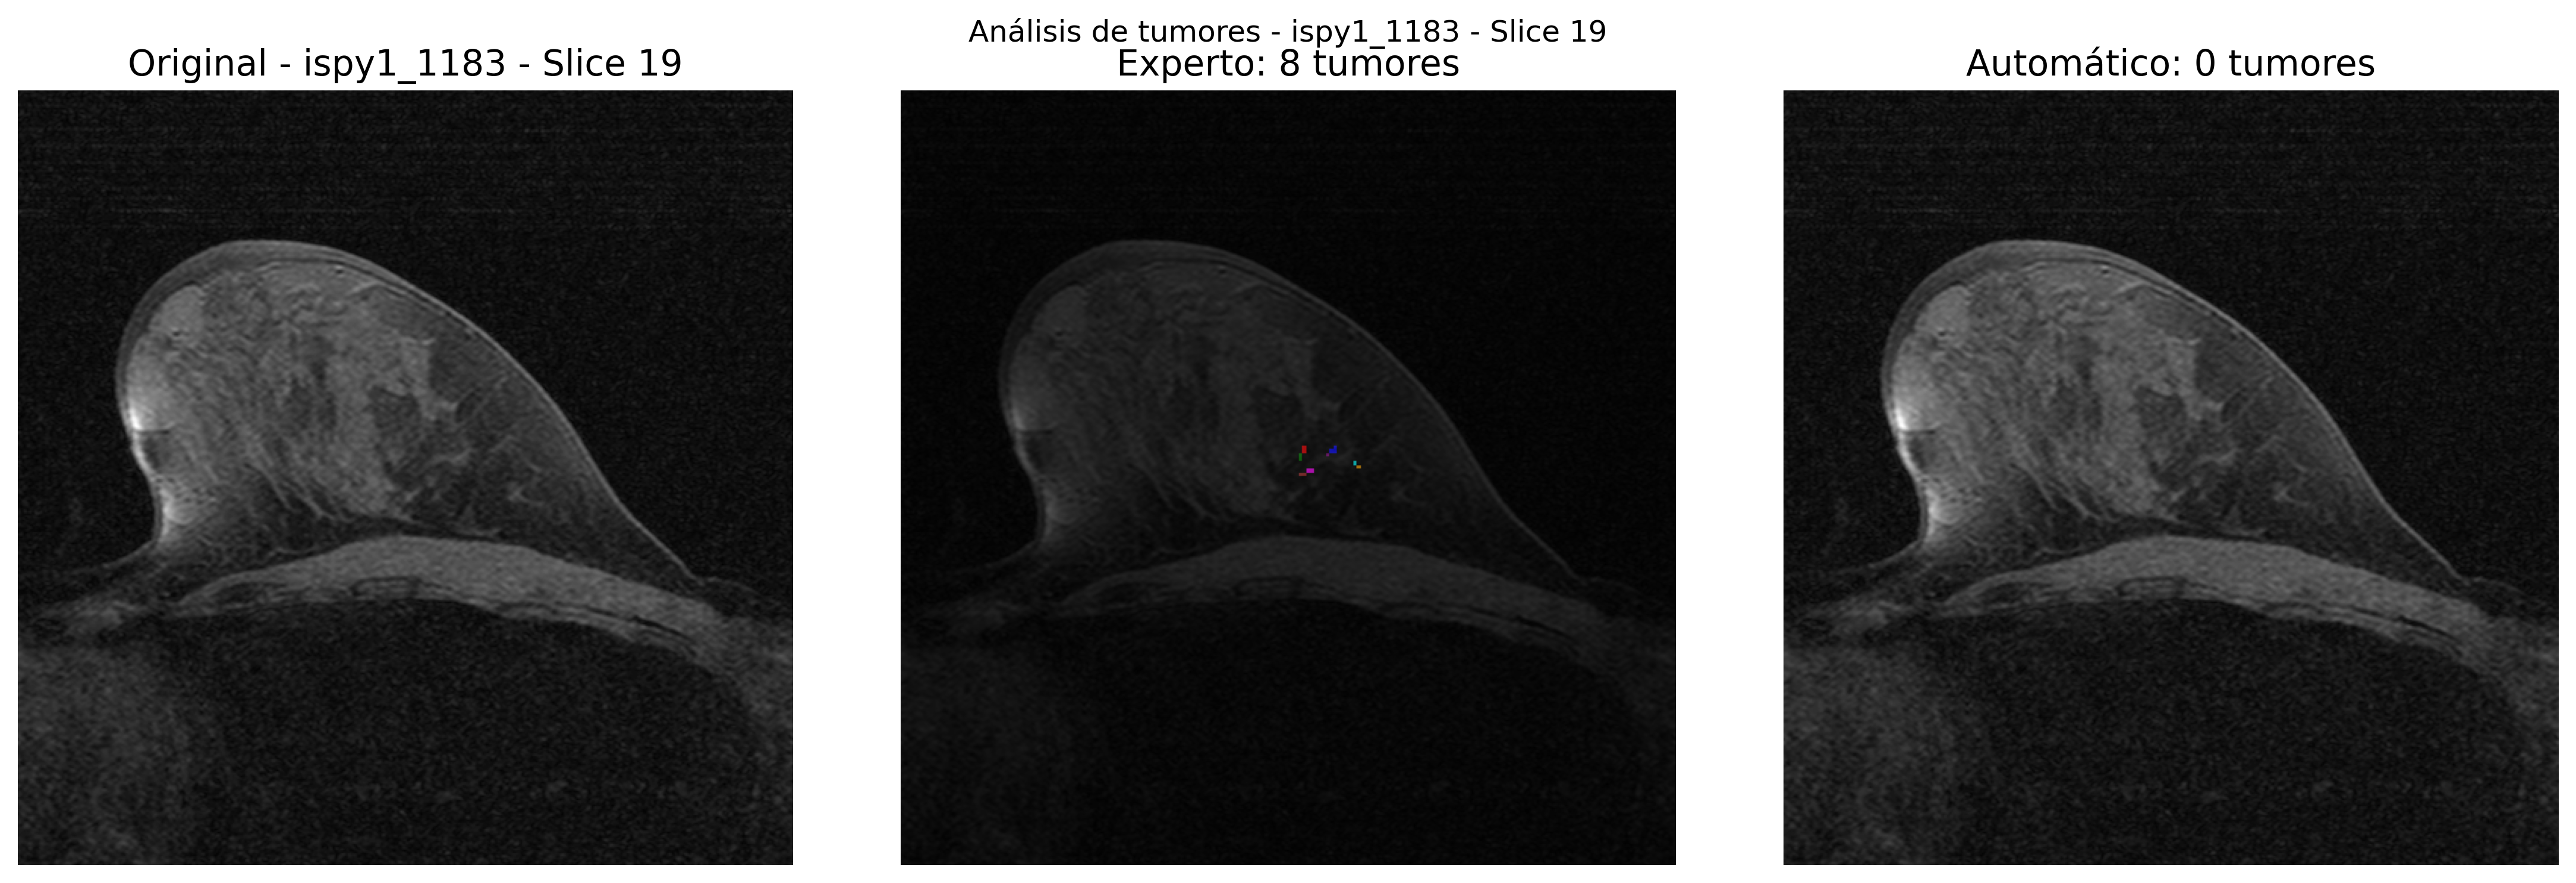 Análisis de tumores - ispy1_1183 - Slice 19
Original - ispy1_1183 - Slice 19
Experto: 8 tumores
Automático: 0 tumores